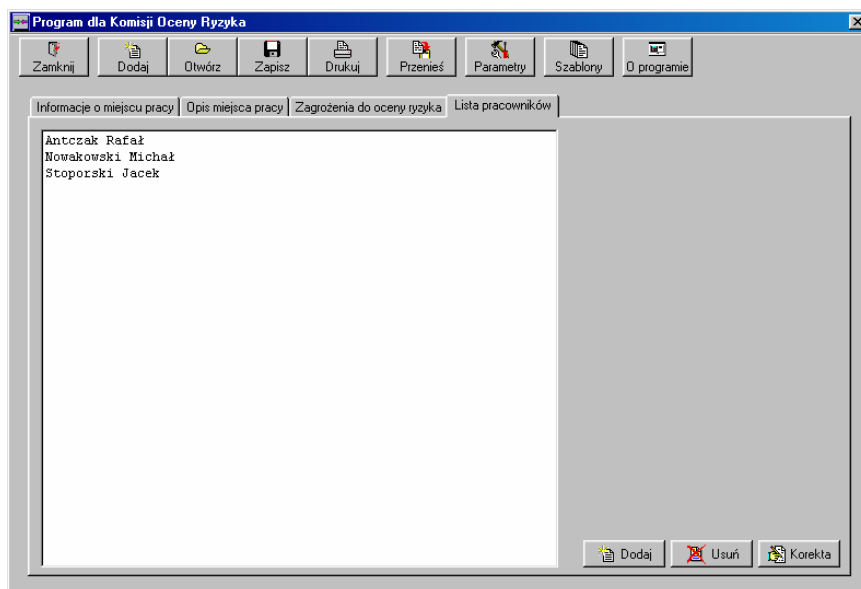 Program dla Komisji Oceny Ryzyka
Zamknij Dodaj Otwórz Zapisz Drukuj Przenieś Parametry Szablony O programie
Informacje o miejscu pracy Opis miejsca pracy Zagrożenia do oceny ryzyka Lista pracowników
Antczak Rafał
Nowakowski Michał
Stoporski Jacek
Dodaj Usuń Korekta